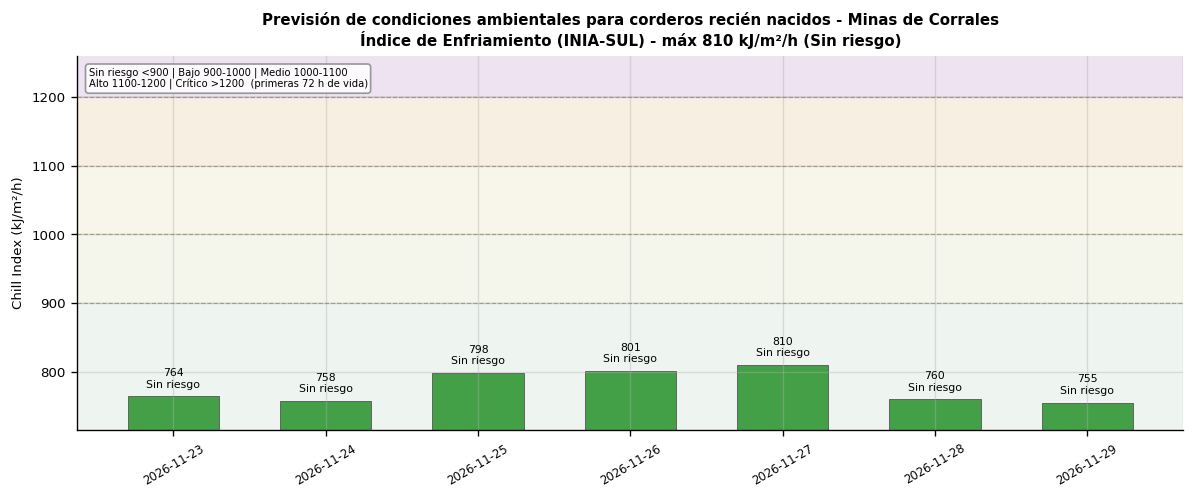 Previsión de condiciones ambientales para corderos recién nacidos - Minas de Corrales
Índice de Enfriamiento (INIA-SUL) - máx 810 kJ/m²/h (Sin riesgo)
Sin riesgo <900 | Bajo 900-1000 | Medio 1000-1100
Alto 1100-1200 | Crítico >1200  (primeras 72 h de vida)
Chill Index (kJ/m²/h)
1200
1100
1000
900
800
764
Sin riesgo
758
Sin riesgo
798
Sin riesgo
801
Sin riesgo
810
Sin riesgo
760
Sin riesgo
755
Sin riesgo
2026-11-23
2026-11-24
2026-11-25
2026-11-26
2026-11-27
2026-11-28
2026-11-29